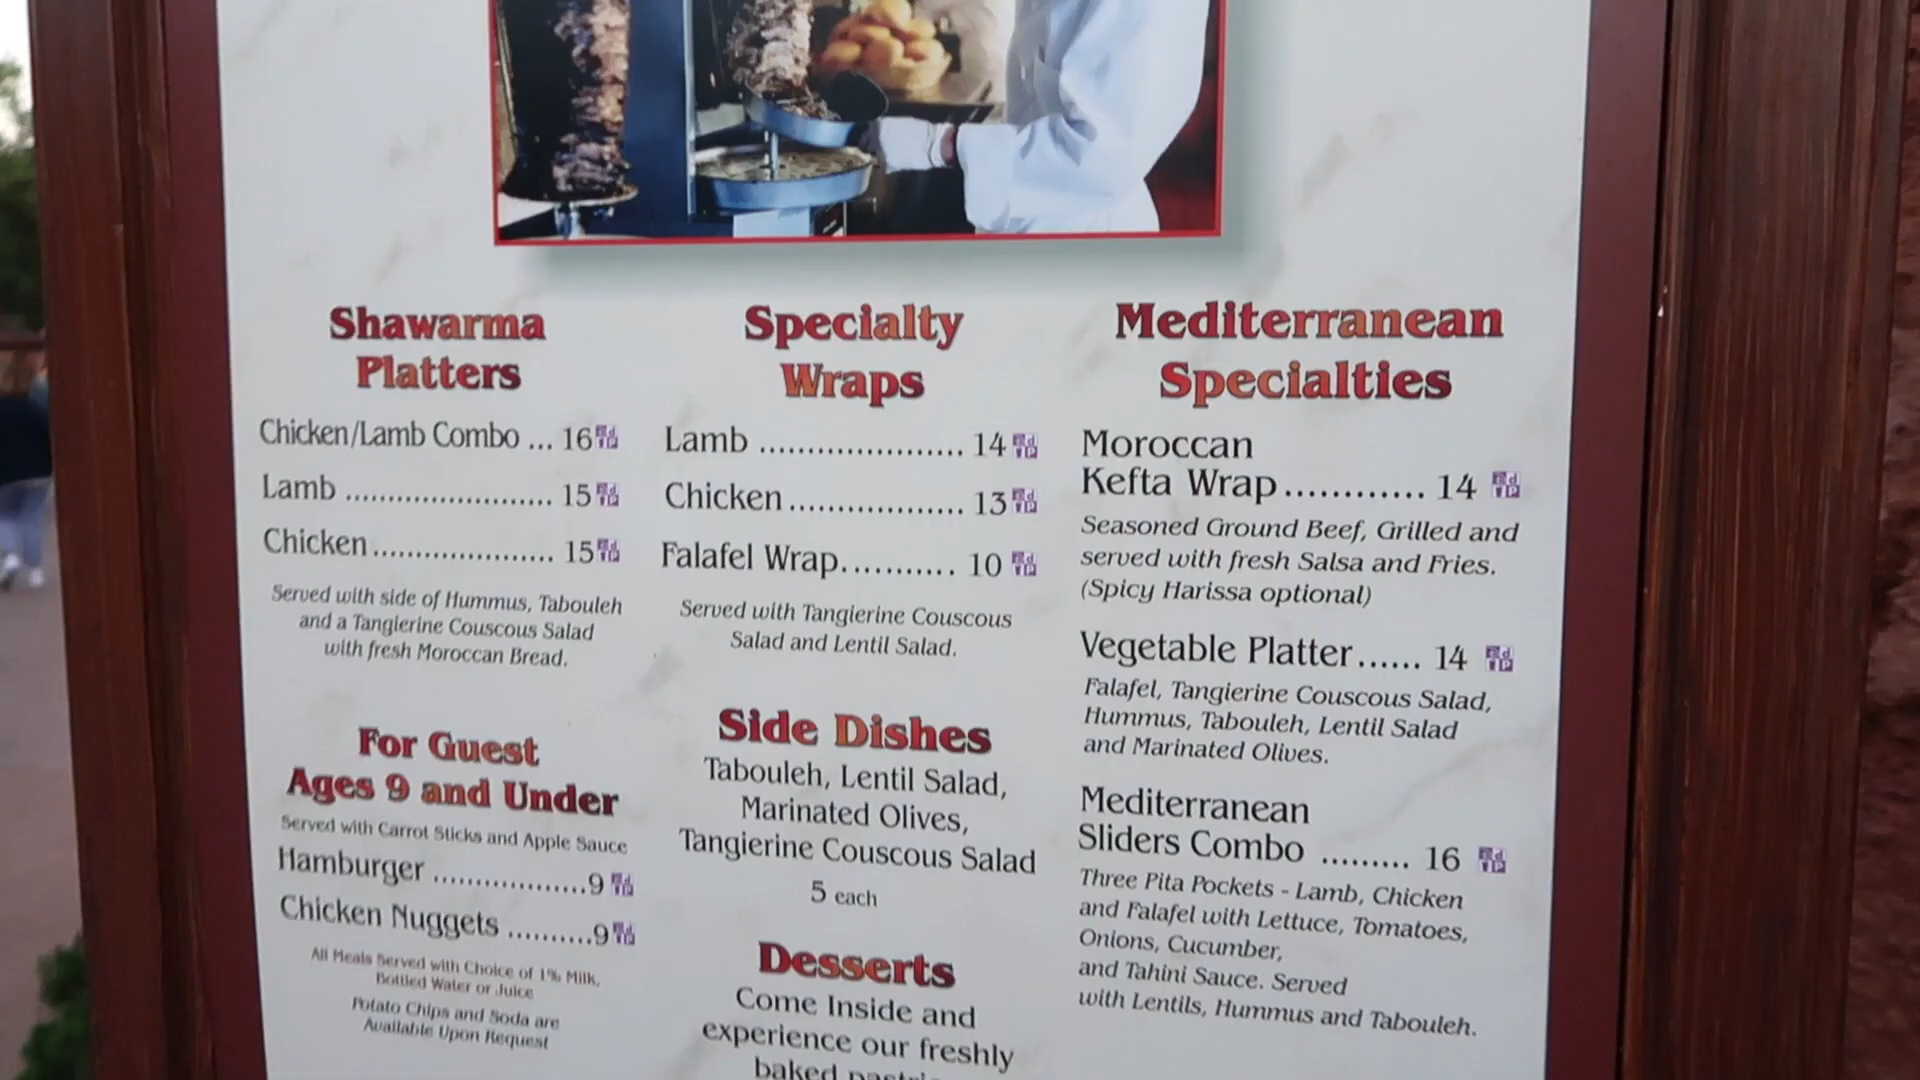 Shawarma
Platters
Chicken/Lamb Combo ... 16
Lamb ........................ 15
Chicken ..................... 15
Served with side of Hummus, Tabouleh
and a Tangierine Couscous Salad
with fresh Moroccan Bread.
For Guest
Ages 9 and Under
Served with Carrot Sticks and Apple Sauce
Hamburger ..................9
Chicken Nuggets ..........9
All Meals Served with Choice of 1% Milk,
Bottled Water or Juice
Potato Chips and Soda are
Available Upon Request
Specialty
Wraps
Lamb ...................... 14
Chicken ................... 13
Falafel Wrap............ 10
Served with Tangierine Couscous
Salad and Lentil Salad.
Side Dishes
Tabouleh, Lentil Salad,
Marinated Olives,
Tangierine Couscous Salad
5 each
Desserts
Come Inside and
experience our freshly
baked
Mediterranean
Specialties
Moroccan
Kefta Wrap............ 14
Seasoned Ground Beef, Grilled and
served with fresh Salsa and Fries.
(Spicy Harissa optional)
Vegetable Platter...... 14
Falafel, Tangierine Couscous Salad,
Hummus, Tabouleh, Lentil Salad
and Marinated Olives.
Mediterranean
Sliders Combo ......... 16
Three Pita Pockets - Lamb, Chicken
and Falafel with Lettuce, Tomatoes,
Onions, Cucumber,
and Tahini Sauce. Served
with Lentils, Hummus and Tabouleh.